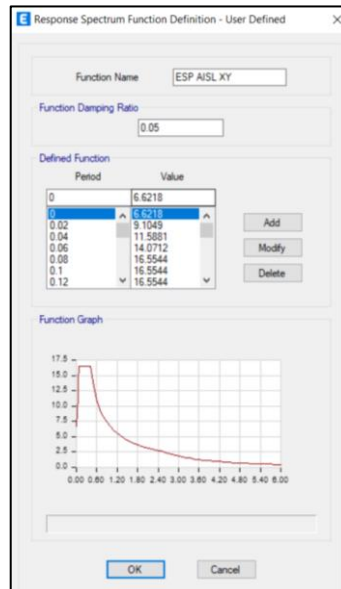 E Response Spectrum Function Definition - User Defined
Function Name ESP AISL XY
Function Damping Ratio
0.05
Defined Function
Period Value
0 6.6218
0 6.6218
0.02 9.1049
0.04 11.5881
0.06 14.0712
0.08 16.5544
0.1 16.5544
0.12 16.5544
Add
Modify
Delete
Function Graph
17.5
15.0
12.5
10.0
7.5
5.0
2.5
0.0
0.00 0.60 1.20 1.80 2.40 3.00 3.60 4.20 4.80 5.40 6.00
OK Cancel